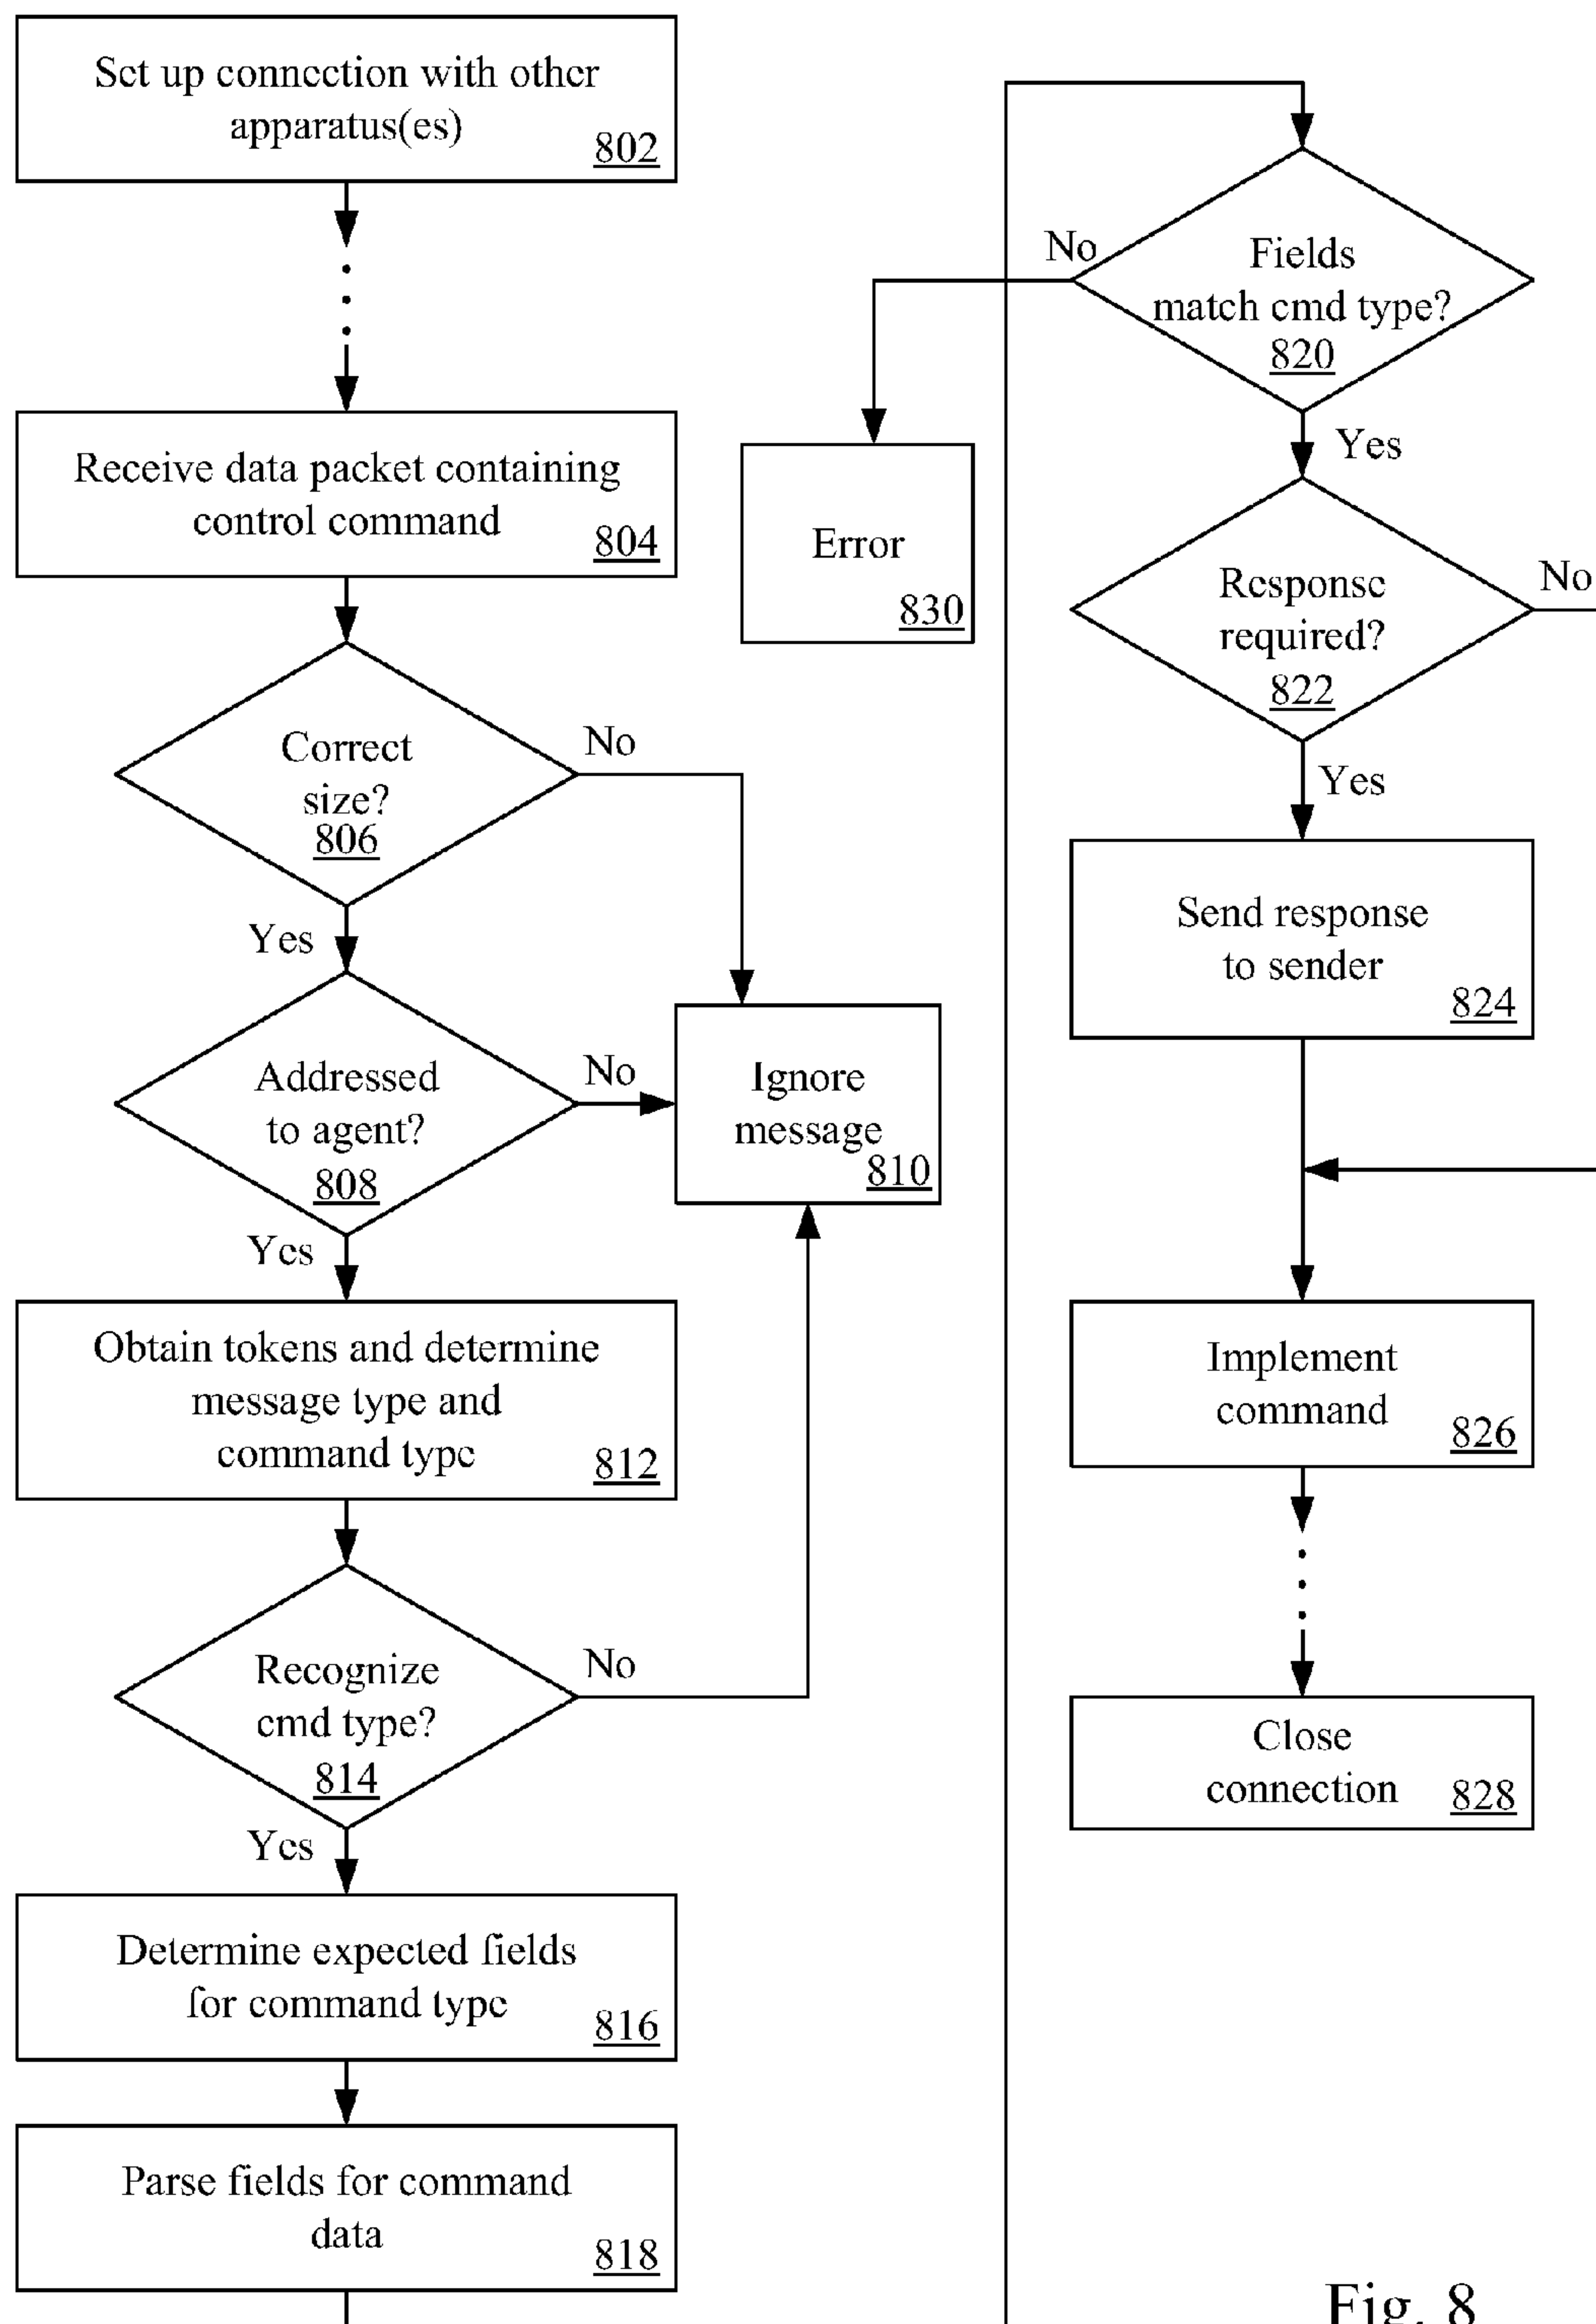 Set up connection with other
apparatus(es)
802
Receive data packet containing
control command
804
Correct
size?
806
No
Yes
Addressed
to agent?
808
No
Yes
Ignore
message
810
Obtain tokens and determine
message type and
command type
812
Recognize
cmd type?
814
No
Yes
Determine expected fields
for command type
816
Parse fields for command
data
818
Fields
match cmd type?
820
No
Yes
Error
830
Response
required?
822
No
Yes
Send response
to sender
824
Implement
command
826
Close
connection
828
Fig. 8